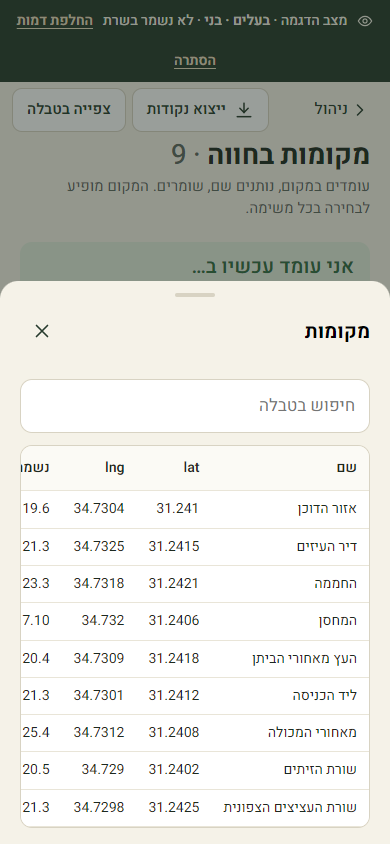 מצב הדגמה · בעלים · בני · לא נשמר בשרת החלפת דמות
הסתרה
ניהול
ייצוא נקודות
צפייה בטבלה
מקומות בחווה · 9
עומדים במקום, נותנים שם, שומרים. המקום מופיע
לבחירה בכל משימה.
אני עומד עכשיו ב...
מקומות
חיפוש בטבלה
שם lat lng
אזור הדוכן 31.241 34.7304 19.6
דיר העיזים 31.2415 34.7325 21.3
החממה 31.2421 34.7318 23.3
המחסן 31.2406 34.732 7.10
העץ מאחורי הביתן 31.2418 34.7309 20.4
ליד הכניסה 31.2412 34.7301 21.3
מאחורי המכולה 31.2408 34.7312 25.4
שורת הזיתים 31.2402 34.729 20.5
שורת העציצים הצפונית 31.2425 34.7298 21.3